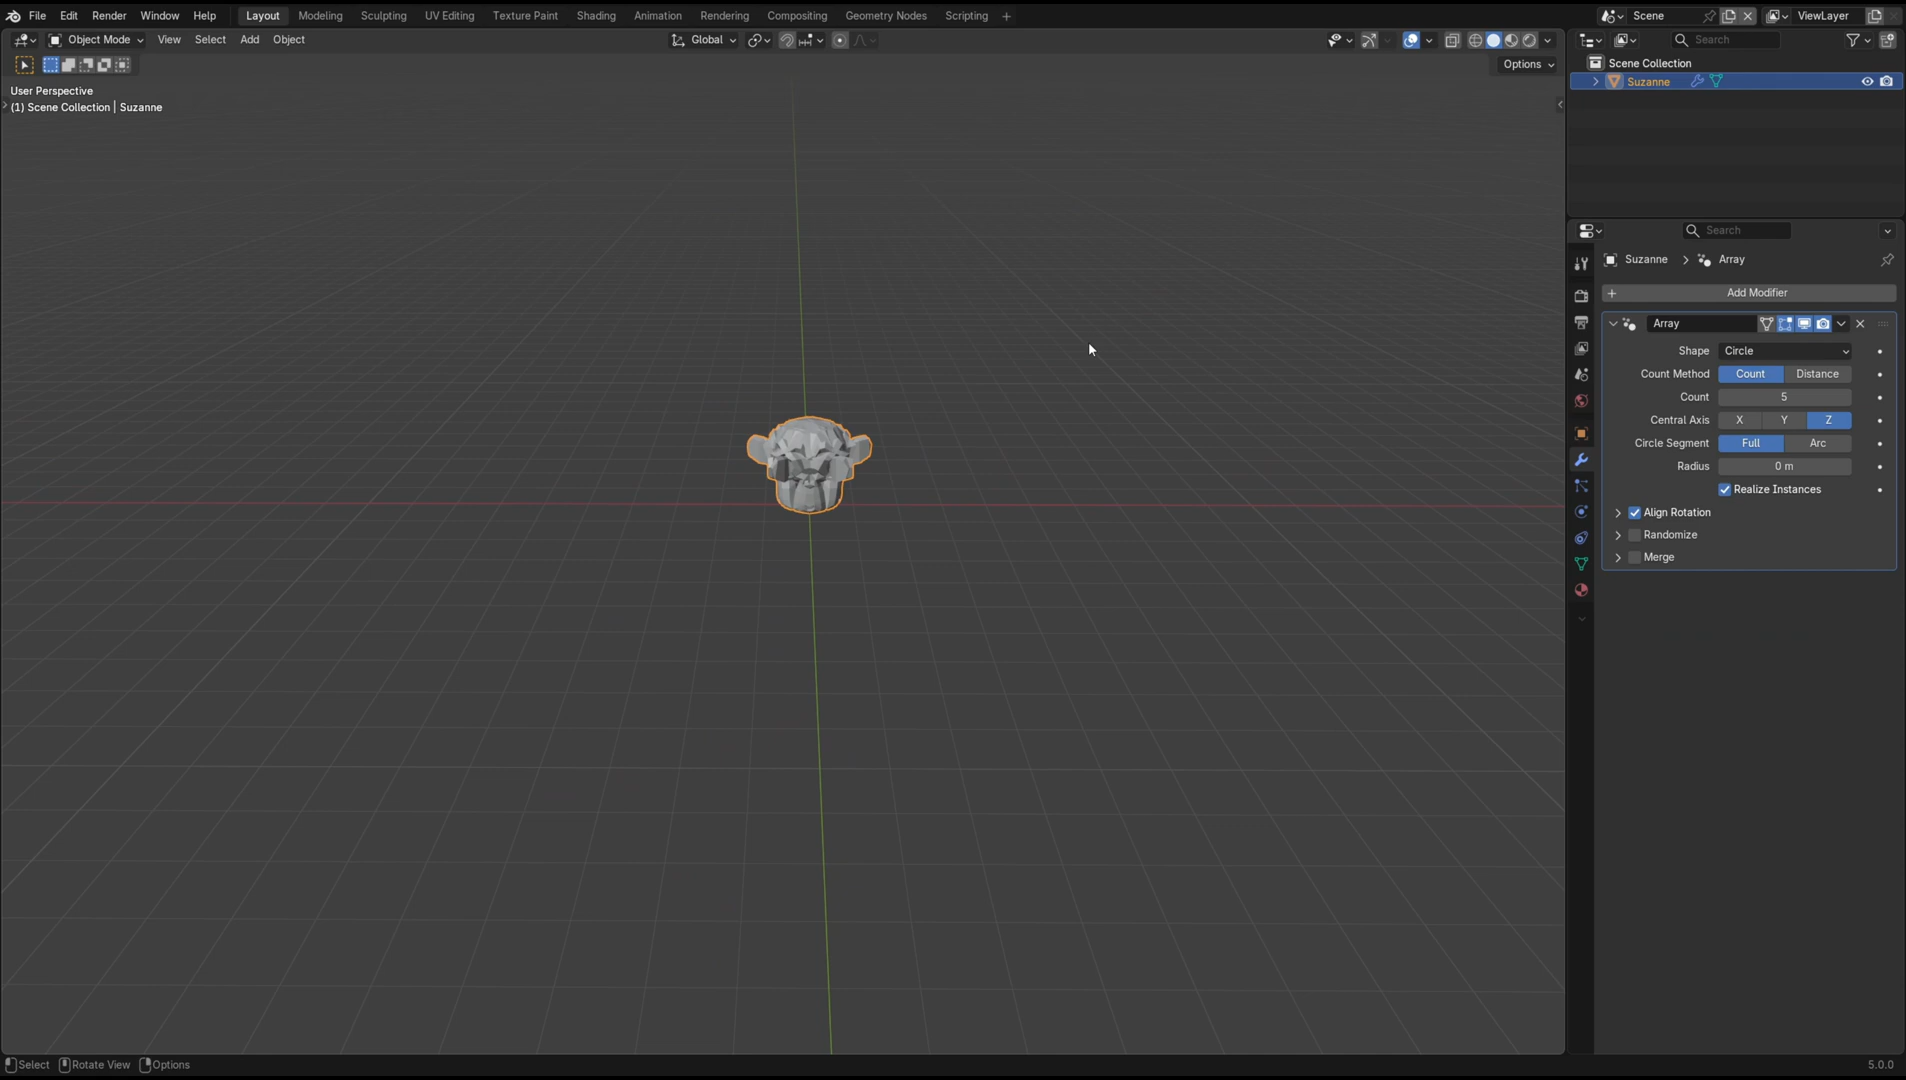 File Edit Render Window Help Layout Modeling Sculpting UV Editing Texture Paint Shading Animation Rendering Compositing Geometry Nodes Scripting + Scene ViewLayer
Object Mode View Select Add Object Global Search
Options
User Perspective
(1) Scene Collection | Suzanne
Scene Collection
Suzanne
Search
Suzanne > Array
+ Add Modifier
Array
Shape Circle
Count Method Count Distance
Count 5
Central Axis X Y Z
Circle Segment Full Arc
Radius 0 m
Realize Instances
Align Rotation
Randomize
Merge
Select Rotate View Options 5.0.0